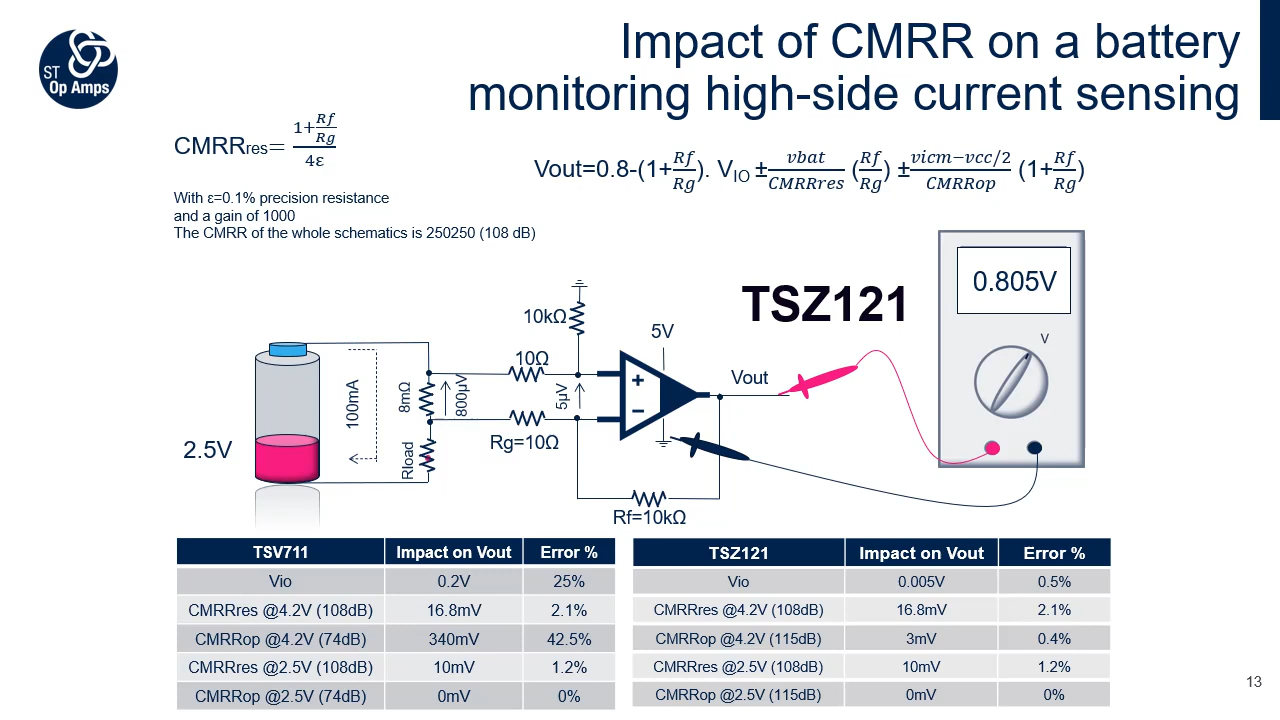 ST
Op Amps
Impact of CMRR on a battery
monitoring high-side current sensing
CMRRres= (1+Rf/Rg)/4ε
Vout=0.8-(1+Rf/Rg). VIO ± vbat/CMRRres (Rf/Rg) ± vicm−vcc/2/CMRRop (1+Rf/Rg)
With ε=0.1% precision resistance
and a gain of 1000
The CMRR of the whole schematics is 250250 (108 dB)
0.805V
TSZ121
V
10kΩ
5V
10Ω
Vout
100mA
8mΩ
800µV
5µV
+
−
2.5V
Rload
Rg=10Ω
Rf=10kΩ
TSV711 Impact on Vout Error %
Vio 0.2V 25%
CMRRres @4.2V (108dB) 16.8mV 2.1%
CMRRop @4.2V (74dB) 340mV 42.5%
CMRRres @2.5V (108dB) 10mV 1.2%
CMRRop @2.5V (74dB) 0mV 0%
TSZ121 Impact on Vout Error %
Vio 0.005V 0.5%
CMRRres @4.2V (108dB) 16.8mV 2.1%
CMRRop @4.2V (115dB) 3mV 0.4%
CMRRres @2.5V (108dB) 10mV 1.2%
CMRRop @2.5V (115dB) 0mV 0%
13